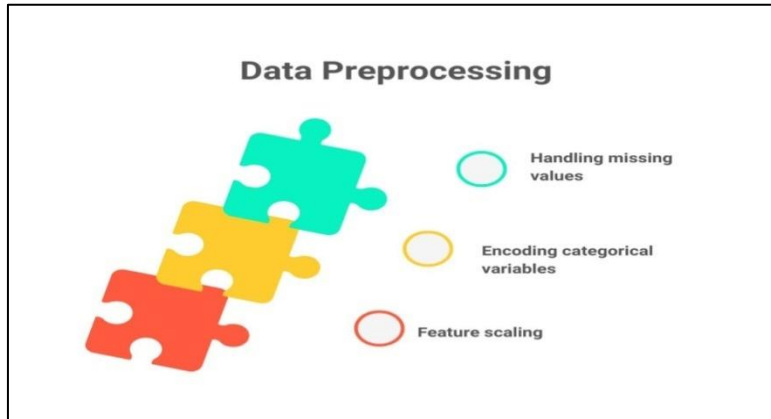 Data Preprocessing
Handling missing
values
Encoding categorical
variables
Feature scaling